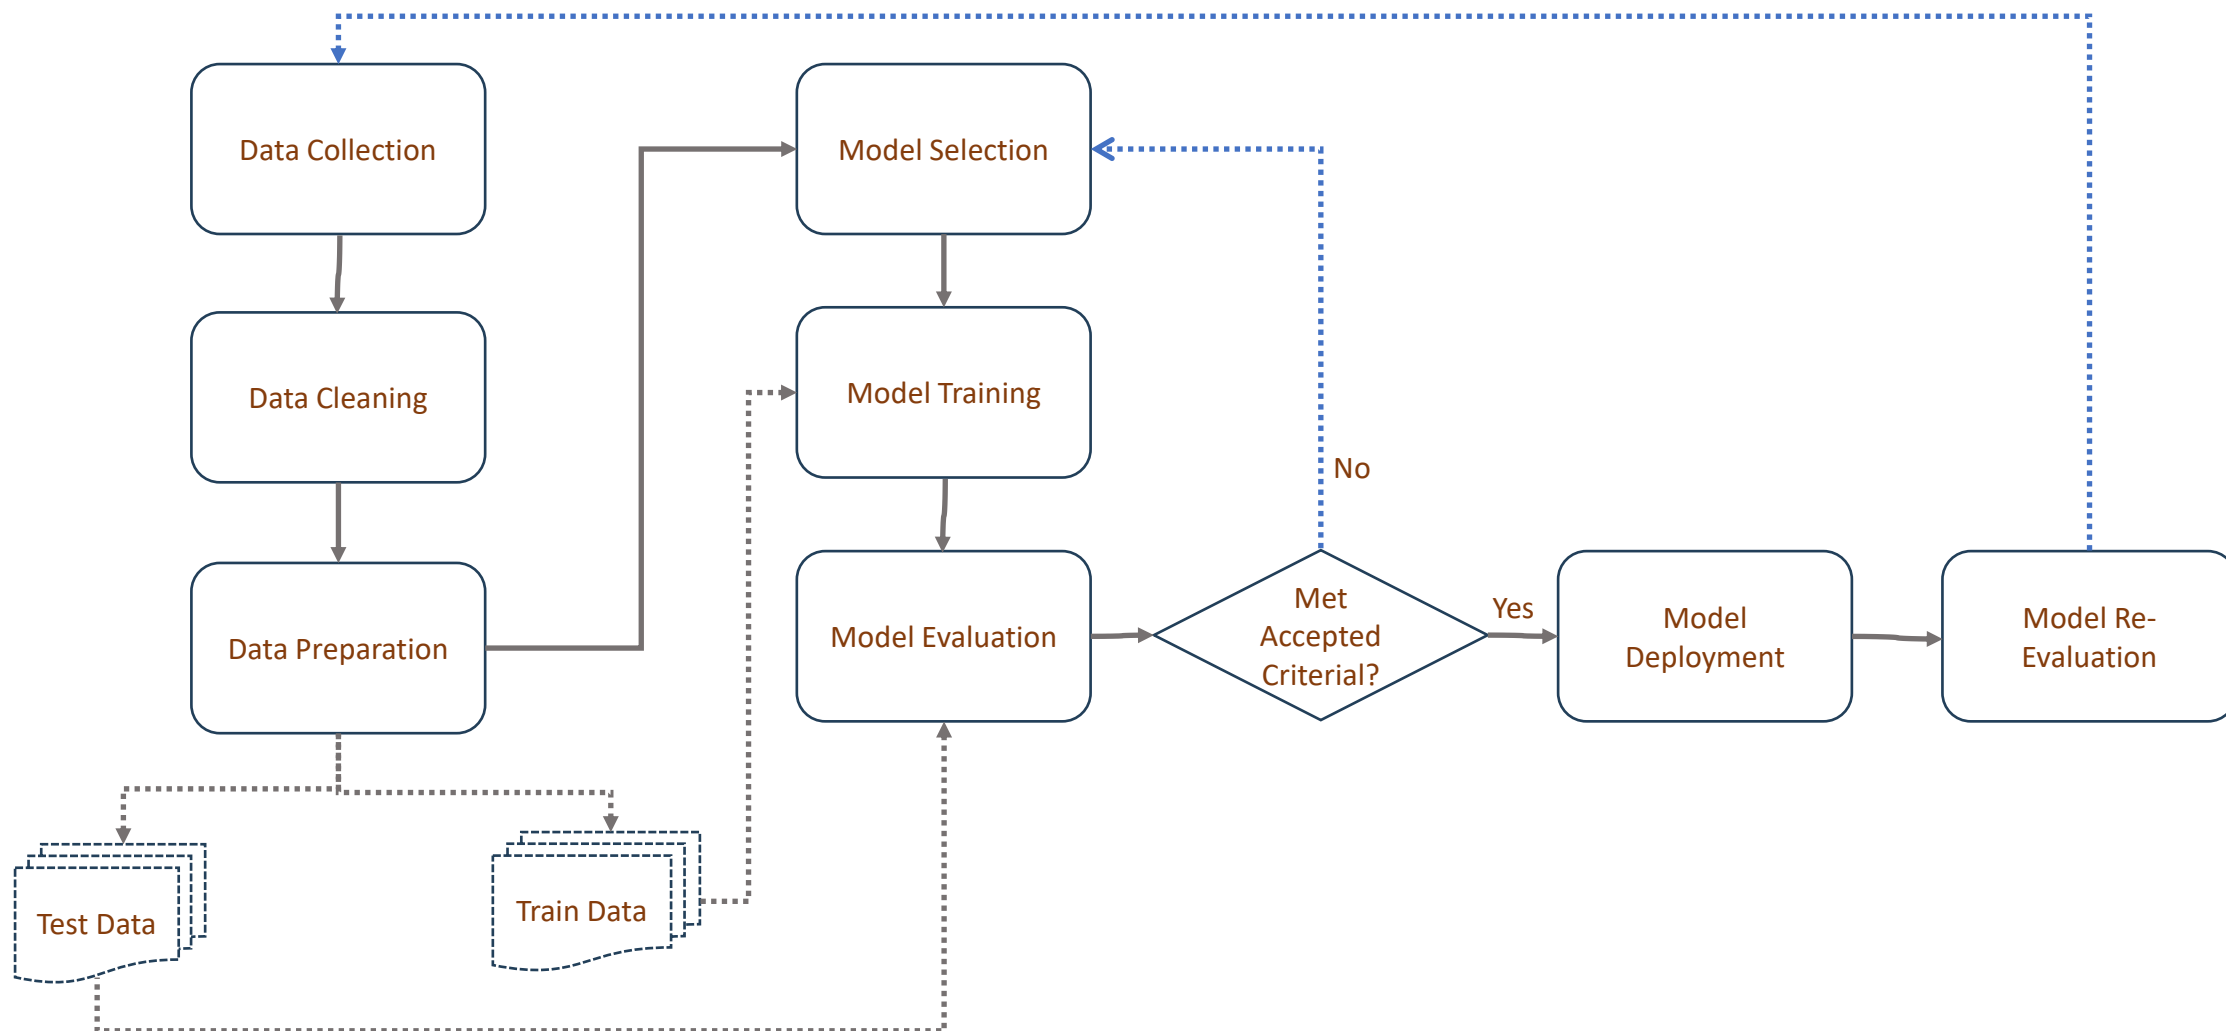 Data Collection
Model Selection
Data Cleaning
Model Training
No
Data Preparation
Model Evaluation
Met
Accepted
Criterial?
Yes
Model
Deployment
Model Re-
Evaluation
Test Data
Train Data